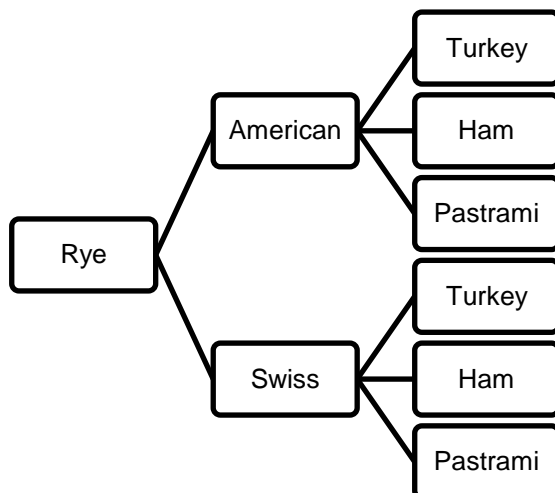 Turkey
American
Ham
Pastrami
Rye
Turkey
Swiss
Ham
Pastrami